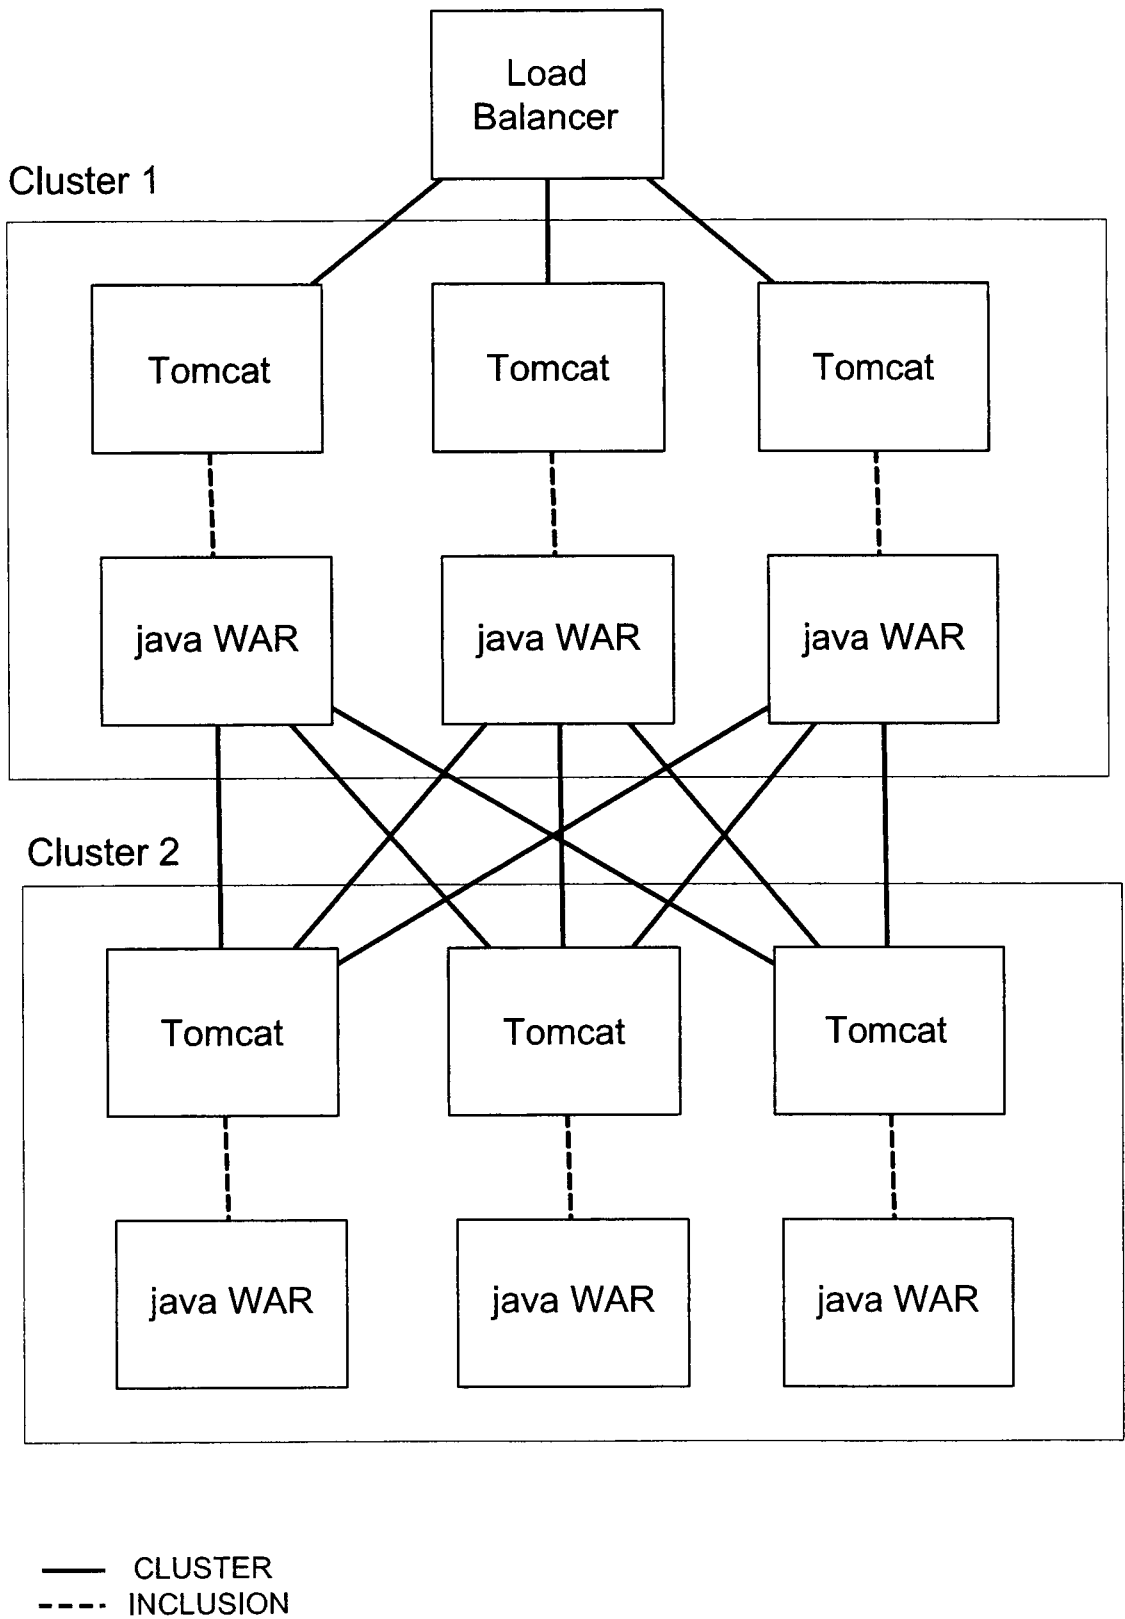 Load
Balancer
Cluster 1
Tomcat
Tomcat
Tomcat
java WAR
java WAR
java WAR
Cluster 2
Tomcat
Tomcat
Tomcat
java WAR
java WAR
java WAR
CLUSTER
INCLUSION